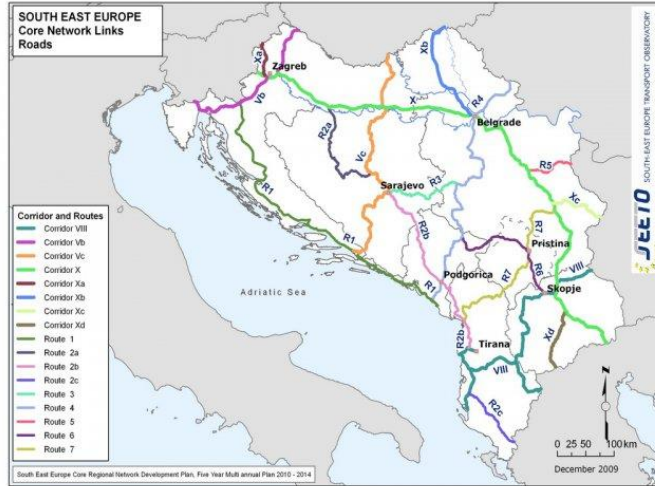 SOUTH EAST EUROPE
Core Network Links
Roads
SOUTH-EAST EUROPE TRANSPORT OBSERVATORY
SEETO
Xa
Zagreb
Vb
Xb
X
R4
Belgrade
R2a
Vc
R1
Sarajevo
R3
R5
Xc
R2b
R1
R7
Pristina
Podgorica
R7
R6
VIII
R1
Skopje
Adriatic Sea
R2b
Tirana
Xd
VIII
R2c
Corridor and Routes
Corridor VIII
Corridor Vb
Corridor Vc
Corridor X
Corridor Xa
Corridor Xb
Corridor Xc
Corridor Xd
Route 1
Route 2a
Route 2b
Route 2c
Route 3
Route 4
Route 5
Route 6
Route 7
N
0 25 50 100 km
December 2009
South East Europe Core Regional Network Development Plan, Five Year Multi annual Plan 2010 - 2014